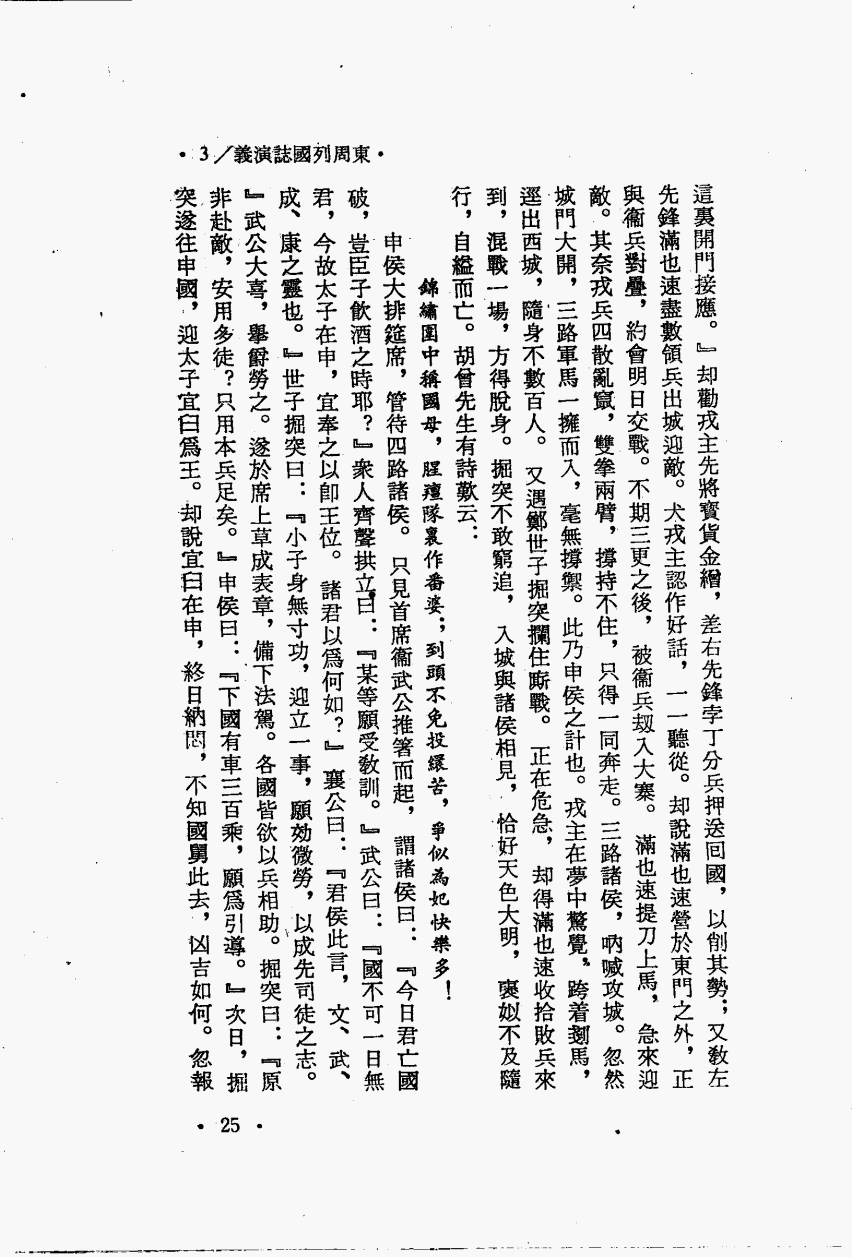 ·東周列國誌演義/3·
這裏開門接應。』却勸戎主先將寶貨金繒，差右先鋒孛丁分兵押送回國，以削其勢；又教左
先鋒滿也速盡數領兵出城迎敵。犬戎主認作好話，一一聽從。却說滿也速營於東門之外，正
與衞兵對疊，約會明日交戰。不期三更之後，被衞兵刼入大寨。滿也速提刀上馬，急來迎
敵。其奈戎兵四散亂竄，雙拳兩臂，撐持不住，只得一同奔走。三路諸侯，吶喊攻城。忽然
城門大開，三路軍馬一擁而入，毫無撐禦。此乃申侯之計也。戎主在夢中驚覺，跨着剗馬，
逕出西城，隨身不數百人。又遇鄭世子掘突攔住廝戰。正在危急，却得滿也速收拾敗兵來
到，混戰一場，方得脫身。掘突不敢窮追，入城與諸侯相見，恰好天色大明，褒姒不及隨
行，自縊而亡。胡曾先生有詩歎云：
錦繡圍中稱國母，腥羶隊裏作番婆；到頭不免投繯苦，爭似為妃快樂多！
申侯大排筵席，管待四路諸侯。只見首席衞武公推箸而起，謂諸侯曰：『今日君亡國
破，豈臣子飲酒之時耶？』衆人齊聲拱立曰：『某等願受敎訓。』武公曰：『國不可一日無
君，今故太子在申，宜奉之以卽王位。諸君以爲何如？』襄公曰：『君侯此言，文、武、
成、康之靈也。』世子掘突曰：『小子身無寸功，迎立一事，願効微勞，以成先司徒之志。
』武公大喜，舉爵勞之。遂於席上草成表章，備下法駕。各國皆欲以兵相助。掘突曰：『原
非赴敵，安用多徒？只用本兵足矣。』申侯曰：『下國有車三百乘，願爲引導。』次日，掘
突遂往申國，迎太子宜臼爲王。却說宜臼在申，終日納悶，不知國舅此去，凶吉如何。忽報
·25·